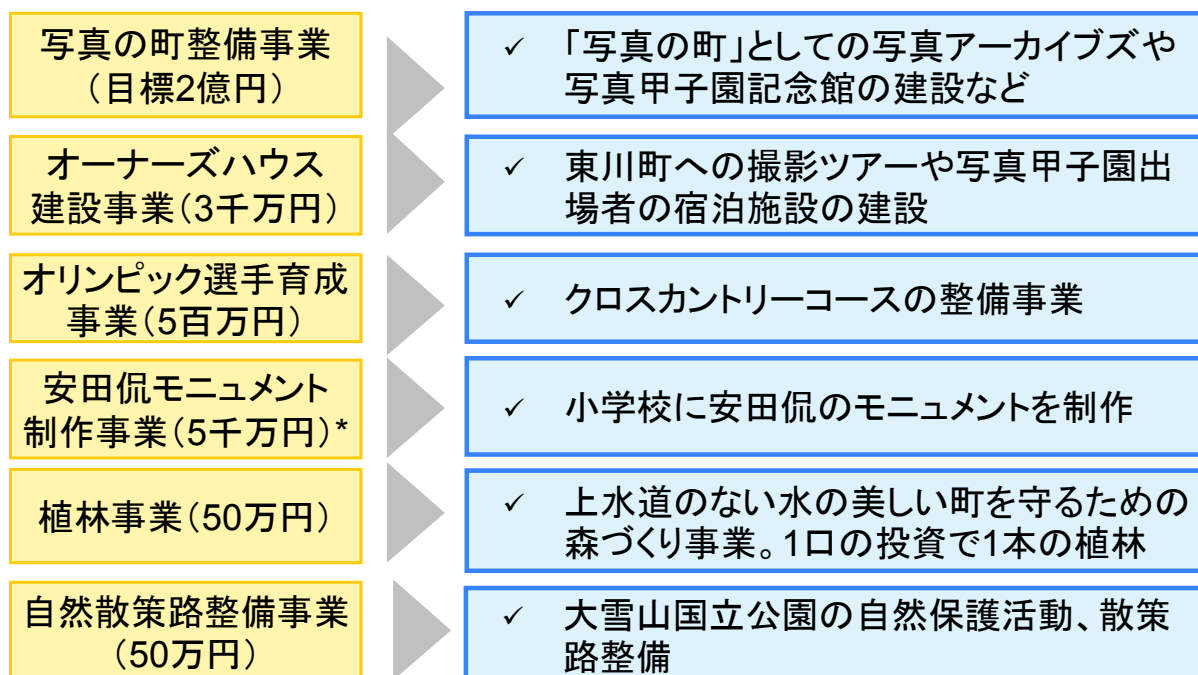 写真の町整備事業
（目標2億円）
✓ 「写真の町」としての写真アーカイブズや
写真甲子園記念館の建設など
オーナーズハウス
建設事業（3千万円）
✓ 東川町への撮影ツアーや写真甲子園出
場者の宿泊施設の建設
オリンピック選手育成
事業（5百万円）
✓ クロスカントリーコースの整備事業
安田侃モニュメント
制作事業（5千万円）*
✓ 小学校に安田侃のモニュメントを制作
植林事業（50万円）
✓ 上水道のない水の美しい町を守るための
森づくり事業。1口の投資で1本の植林
自然散策路整備事業
（50万円）
✓ 大雪山国立公園の自然保護活動、散策
路整備